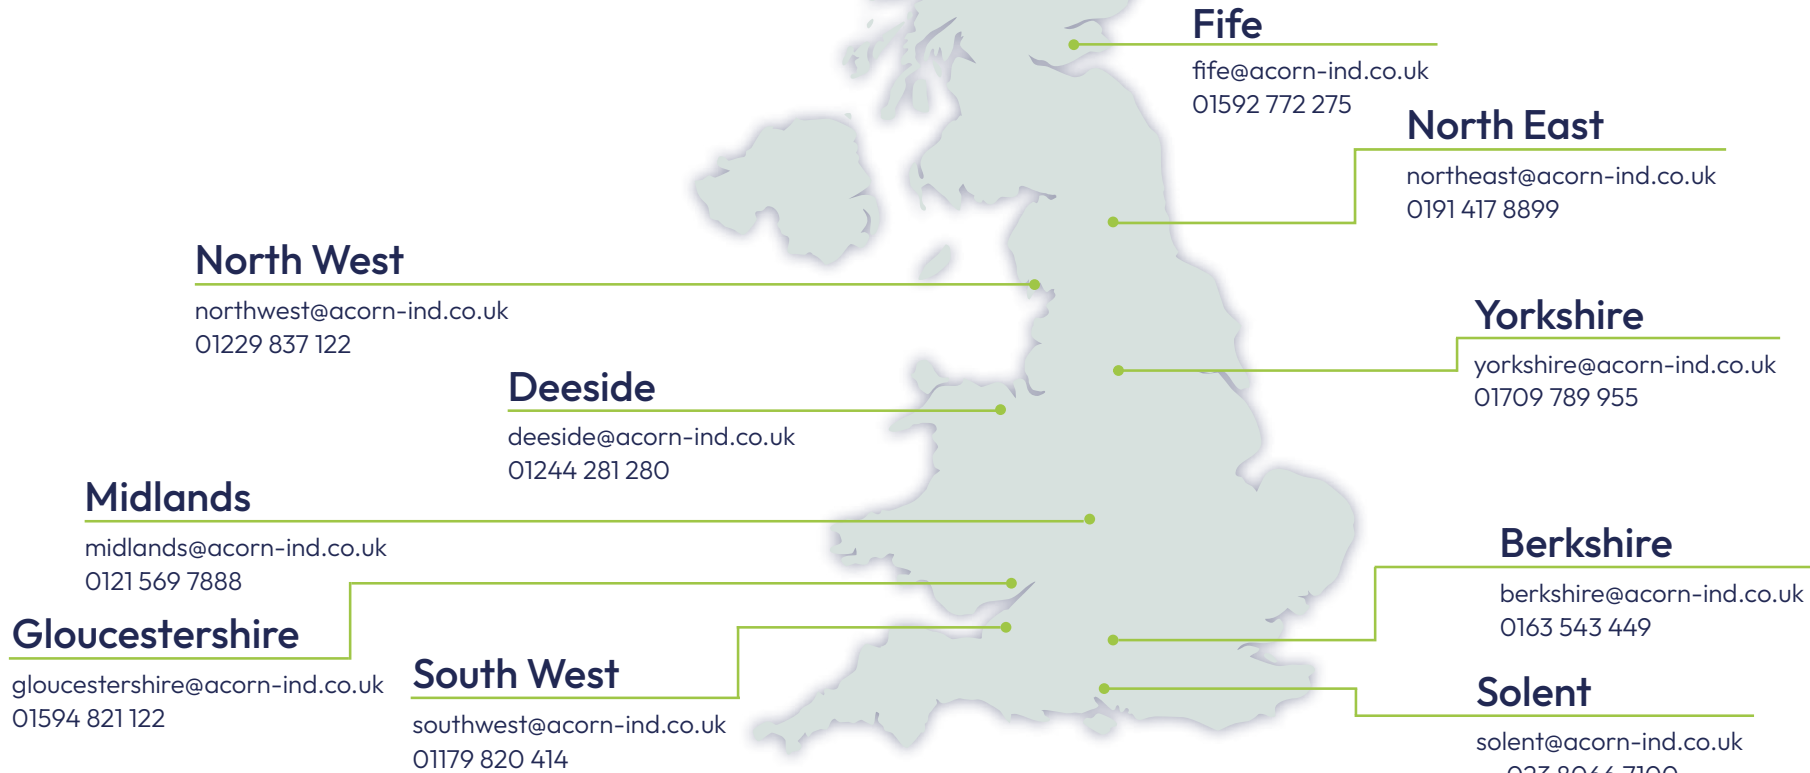 Fife
fife@acorn-ind.co.uk
01592 772 275
North East
northeast@acorn-ind.co.uk
0191 417 8899
North West
northwest@acorn-ind.co.uk
01229 837 122
Yorkshire
yorkshire@acorn-ind.co.uk
01709 789 955
Deeside
deeside@acorn-ind.co.uk
01244 281 280
Midlands
midlands@acorn-ind.co.uk
0121 569 7888
Berkshire
berkshire@acorn-ind.co.uk
0163 543 449
Gloucestershire
gloucestershire@acorn-ind.co.uk
01594 821 122
South West
southwest@acorn-ind.co.uk
01179 820 414
Solent
solent@acorn-ind.co.uk
023 8066 7100